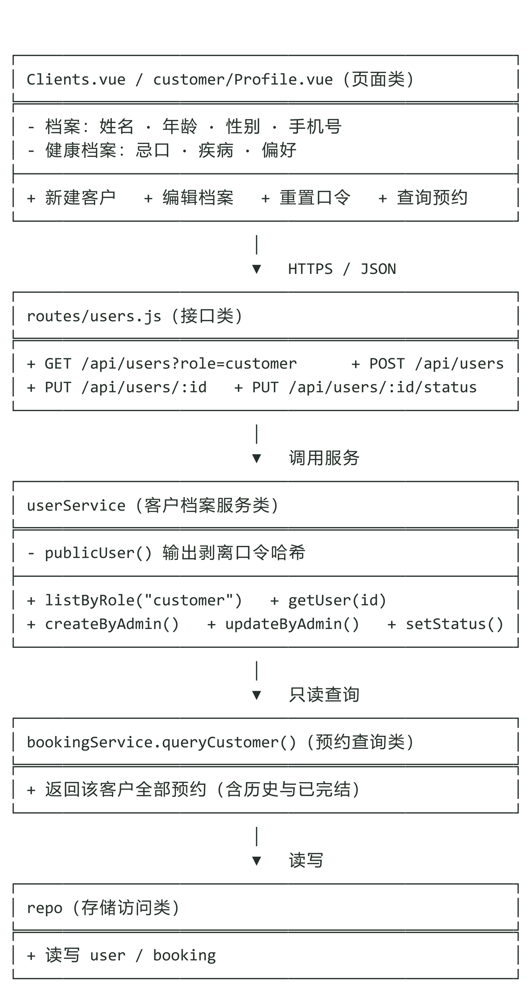 Clients.vue / customer/Profile.vue (页面类)
- 档案: 姓名 · 年龄 · 性别 · 手机号
- 健康档案: 忌口 · 疾病 · 偏好
+ 新建客户   + 编辑档案   + 重置口令   + 查询预约
▼   HTTPS / JSON
routes/users.js (接口类)
+ GET /api/users?role=customer      + POST /api/users
+ PUT /api/users/:id   + PUT /api/users/:id/status
▼   调用服务
userService (客户档案服务类)
- publicUser() 输出剥离口令哈希
+ listByRole("customer")   + getUser(id)
+ createByAdmin()   + updateByAdmin()   + setStatus()
▼   只读查询
bookingService.queryCustomer() (预约查询类)
+ 返回该客户全部预约 (含历史与已完结)
▼   读写
repo (存储访问类)
+ 读写 user / booking